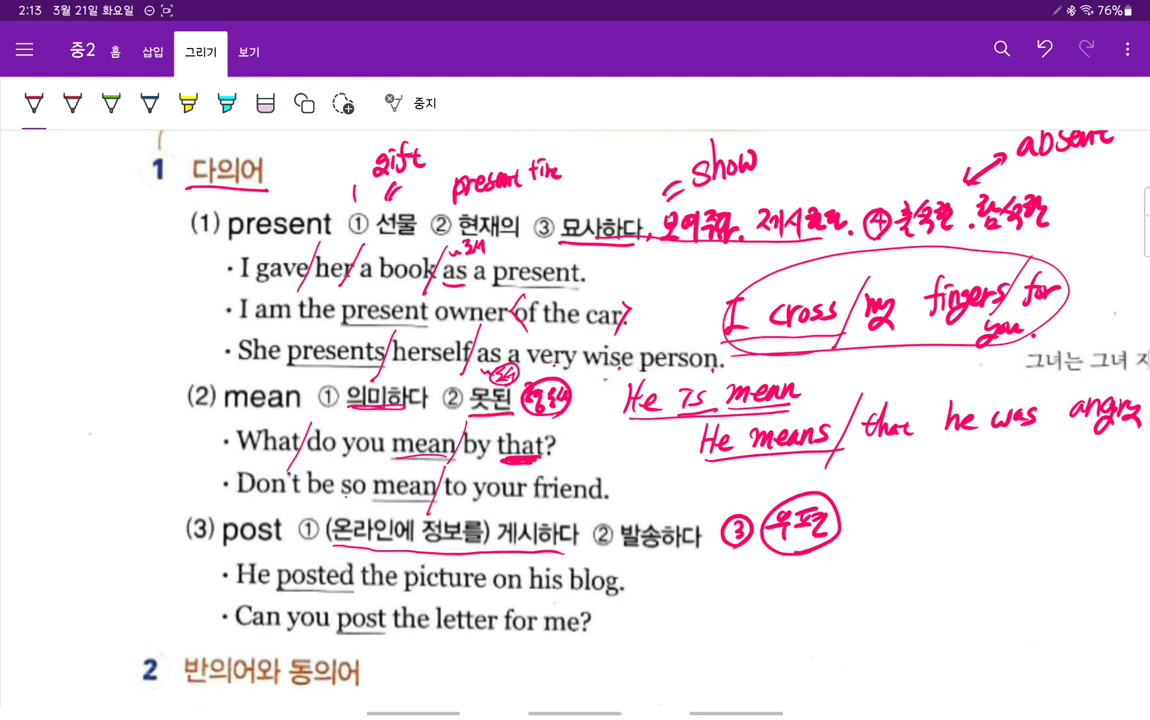 2:13 3월 21일 화요일 76%
중2 홈 삽입 그리기 보기
중지
absent
gift present show
1 다의어
(1) present ① 선물 ② 현재의 ③ 묘사하다, 보여주다. 제시하다. ④ 출석한. 참석한
· I gave her a book as a present.
· I am the present owner <of the car.>
I cross my fingers for you.
· She presents herself as a very wise person.
그녀는 그녀 자
(2) mean ① 의미하다 ② 못된 He is mean
He means that he was angry
· What do you mean by that?
· Don't be so mean to your friend.
(3) post ① (온라인에 정보를) 게시하다 ② 발송하다 ③ 우편
· He posted the picture on his blog.
· Can you post the letter for me?
2 반의어와 동의어